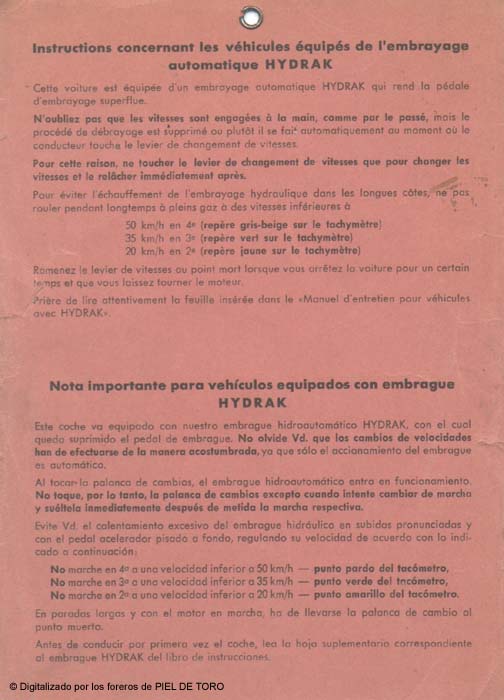 Instructions concernant les véhicules équipés de l'embrayage
automatique HYDRAK
Cette voiture est équipée d'un embrayage automatique HYDRAK qui rend la pédale
d'embrayage superflue.
N'oubliez pas que les vitesses sont engagées à la main, comme par le passé, mais le
procédé de débrayage est supprimé ou plutôt il se fait automatiquement au moment où le
conducteur touche le levier de changement de vitesses.
Pour cette raison, ne toucher le levier de changement de vitesses que pour changer les
vitesses et le relâcher immédiatement après.
Pour éviter l'échauffement de l'embrayage hydraulique dans les longues côtes, ne pas
rouler pendant longtemps à pleins gaz à des vitesses inférieures à
50 km/h en 4e (repère gris-beige sur le tachymètre)
35 km/h en 3e (repère vert sur le tachymètre)
20 km/h en 2e (repère jaune sur le tachymètre)
Ramenez le levier de vitesses au point mort lorsque vous arrêtez la voiture pour un certain
temps et que vous laissez tourner le moteur.
Prière de lire attentivement la feuille insérée dans le «Manuel d'entretien pour véhicules
avec HYDRAK».
Nota importante para vehículos equipados con embrague
HYDRAK
Este coche va equipado con nuestro embrague hidroautomático HYDRAK, con el cual
queda suprimido el pedal de embrague. No olvide Vd. que los cambios de velocidades
han de efectuarse de la manera acostumbrada, ya que sólo el accionamiento del embrague
es automático.
Al tocar la palanca de cambios, el embrague hidroautomático entra en funcionamiento.
No toque, por lo tanto, la palanca de cambios excepto cuando intente cambiar de marcha
y suéltela inmediatamente después de metida la marcha respectiva.
Evite Vd. el calentamiento excesivo del embrague hidráulico en subidas pronunciadas y
con el pedal acelerador pisado a fondo, regulando su velocidad de acuerdo con lo indi-
cado a continuación:
No marche en 4a a una velocidad inferior a 50 km/h — punto pardo del tacómetro,
No marche en 3a a una velocidad inferior a 35 km/h — punto verde del tacómetro,
No marche en 2a a una velocidad inferior a 20 km/h — punto amarillo del tacómetro.
En paradas largas y con el motor en marcha, ha de llevarse la palanca de cambio al
punto muerto.
Antes de conducir por primera vez el coche, lea la hoja suplementaria correspondiente
al embrague HYDRAK del libro de instrucciones.
© Digitalizado por los foreros de PIEL DE TORO